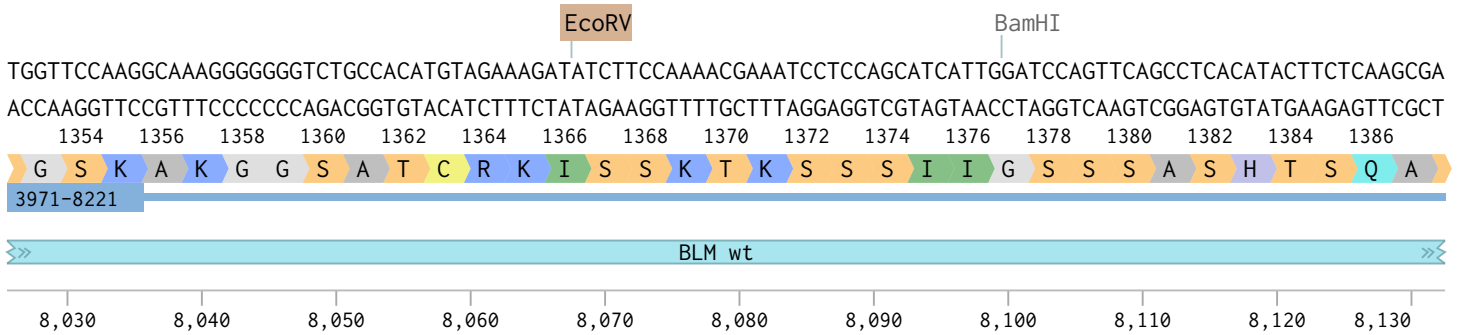 EcoRV BamHI
TGGTTCCAAGGCAAAGGGGGGGTCTGCCACATGTAGAAAGATATCTTCCAAAACGAAATCCTCCAGCATCATTGGATCCAGTTCAGCCTCACATACTTCTCAAGCGA
ACCAAGGTTCCGTTTCCCCCCCAGACGGTGTACATCTTTCTATAGAAGGTTTTGCTTTAGGAGGTCGTAGTAACCTAGGTCAAGTCGGAGTGTATGAAGAGTTCGCT
1354 1356 1358 1360 1362 1364 1366 1368 1370 1372 1374 1376 1378 1380 1382 1384 1386
G S K A K G G S A T C R K I S S K T K S S S I I G S S S A S H T S Q A
3971-8221
BLM wt
8,030 8,040 8,050 8,060 8,070 8,080 8,090 8,100 8,110 8,120 8,130